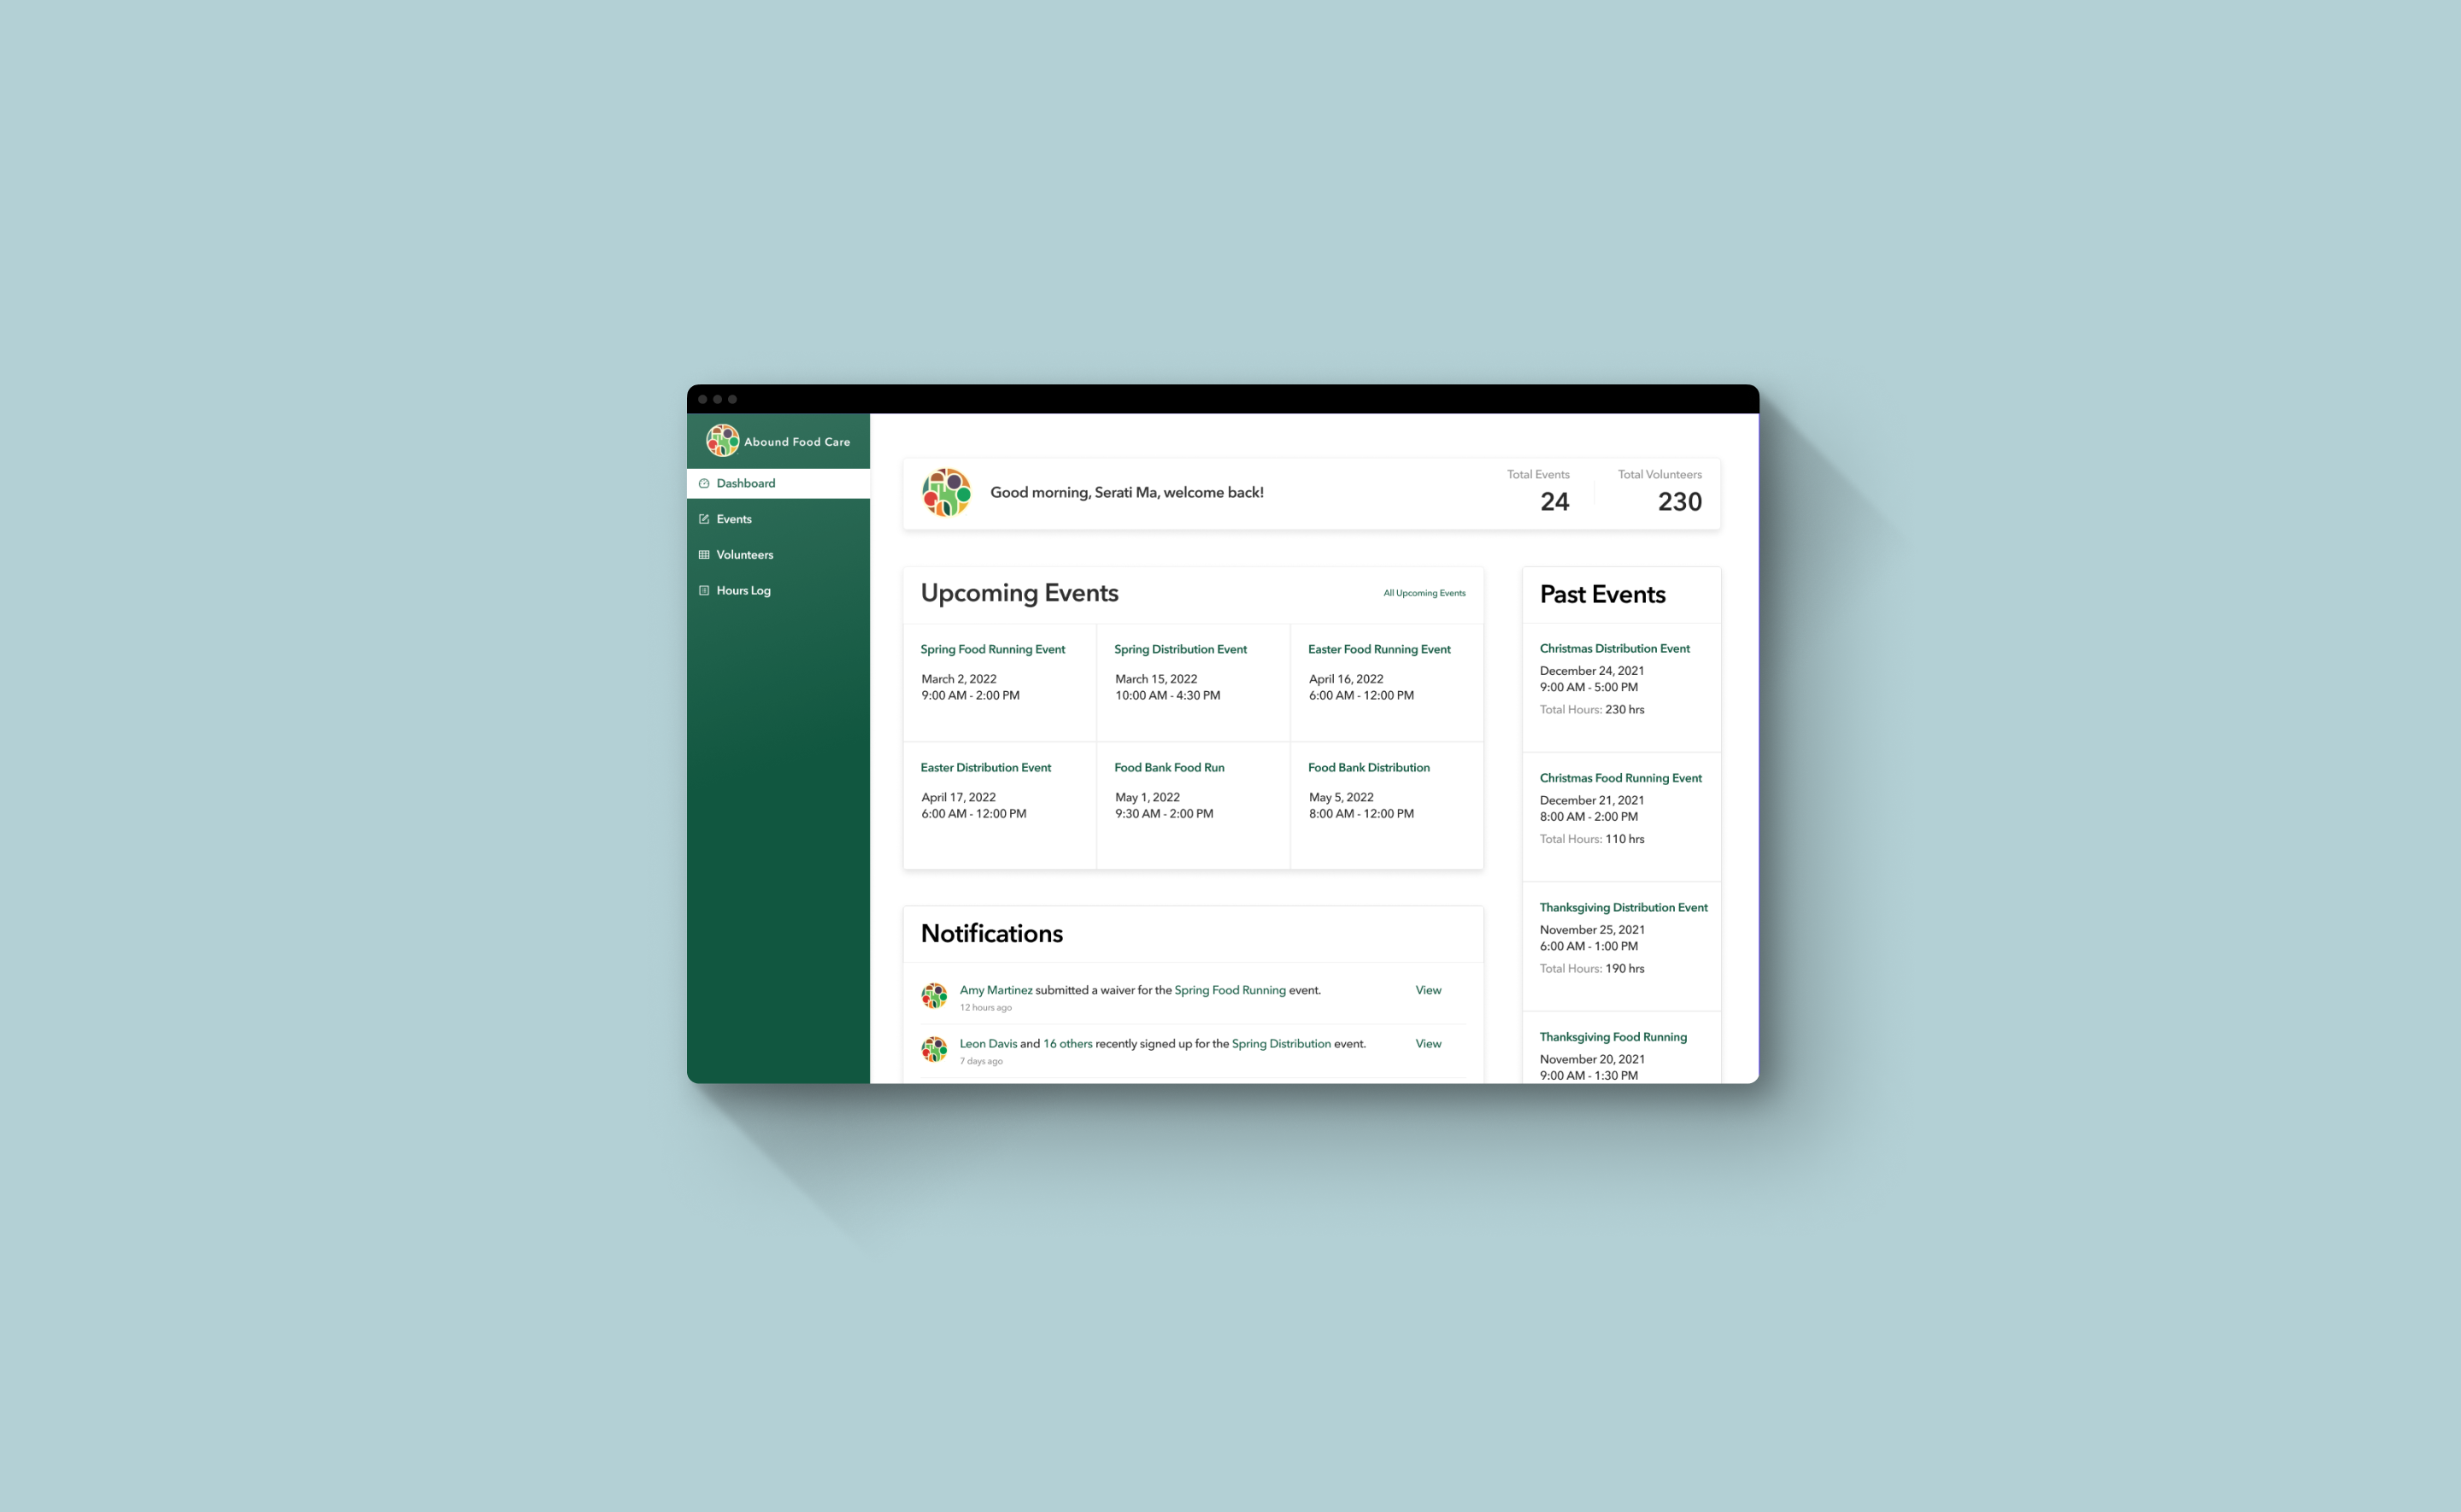 Abound Food Care
Dashboard
Events
Volunteers
Hours Log
Good morning, Serati Ma, welcome back!
Total Events
24
Total Volunteers
230
Upcoming Events
All Upcoming Events
Spring Food Running Event
March 2, 2022
9:00 AM - 2:00 PM
Spring Distribution Event
March 15, 2022
10:00 AM - 4:30 PM
Easter Food Running Event
April 16, 2022
6:00 AM - 12:00 PM
Easter Distribution Event
April 17, 2022
6:00 AM - 12:00 PM
Food Bank Food Run
May 1, 2022
9:30 AM - 2:00 PM
Food Bank Distribution
May 5, 2022
8:00 AM - 12:00 PM
Notifications
Amy Martinez submitted a waiver for the Spring Food Running event.
View
12 hours ago
Leon Davis and 16 others recently signed up for the Spring Distribution event.
View
7 days ago
Past Events
Christmas Distribution Event
December 24, 2021
9:00 AM - 5:00 PM
Total Hours: 230 hrs
Christmas Food Running Event
December 21, 2021
8:00 AM - 2:00 PM
Total Hours: 110 hrs
Thanksgiving Distribution Event
November 25, 2021
6:00 AM - 1:00 PM
Total Hours: 190 hrs
Thanksgiving Food Running
November 20, 2021
9:00 AM - 1:30 PM